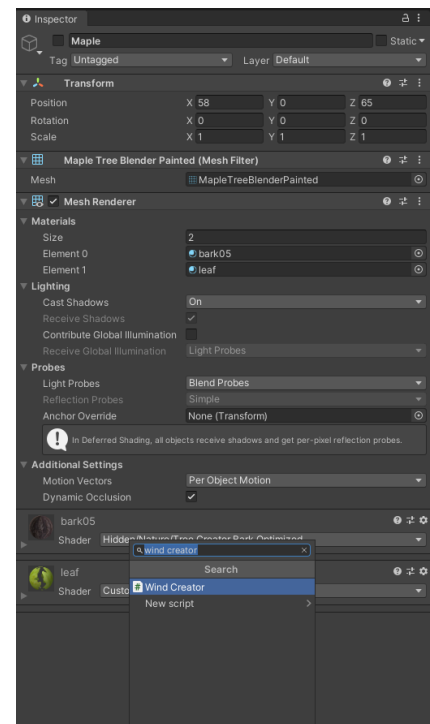 Inspector
Maple
Static
Tag Untagged Layer Default
Transform
Position X 58 Y 0 Z 65
Rotation X 0 Y 0 Z 0
Scale X 1 Y 1 Z 1
Maple Tree Blender Painted (Mesh Filter)
Mesh MapleTreeBlenderPainted
Mesh Renderer
Materials
Size 2
Element 0 bark05
Element 1 leaf
Lighting
Cast Shadows On
Receive Shadows
Contribute Global Illumination
Receive Global Illumination Light Probes
Probes
Light Probes Blend Probes
Reflection Probes Simple
Anchor Override None (Transform)
In Deferred Shading, all objects receive shadows and get per-pixel reflection probes.
Additional Settings
Motion Vectors Per Object Motion
Dynamic Occlusion
bark05
Shader Hidden/Nature/Tree Creator Bark Optimized
wind creator
Search
leaf
Wind Creator
Shader Custo
New script